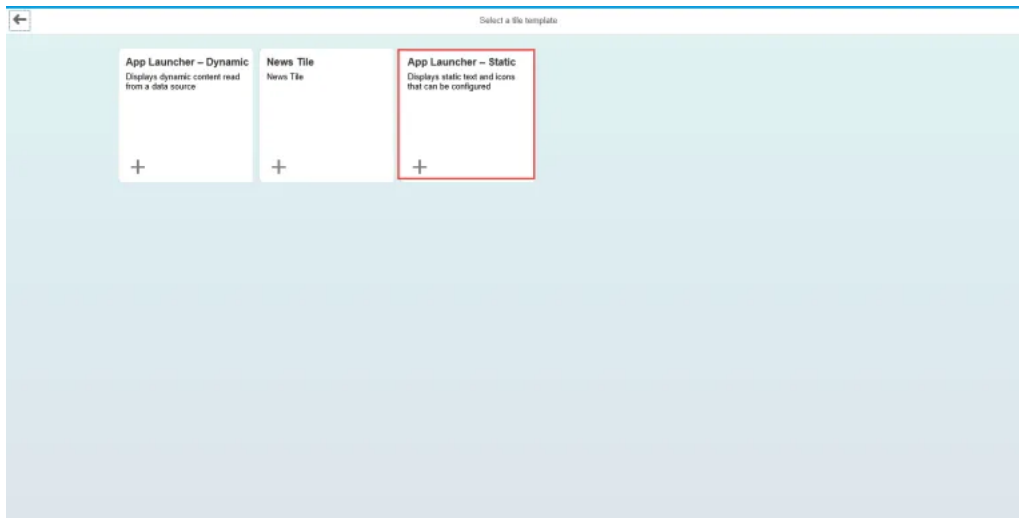 Select a tile template
App Launcher – Dynamic
Displays dynamic content read
from a data source
News Tile
News Tile
App Launcher – Static
Displays static text and icons
that can be configured